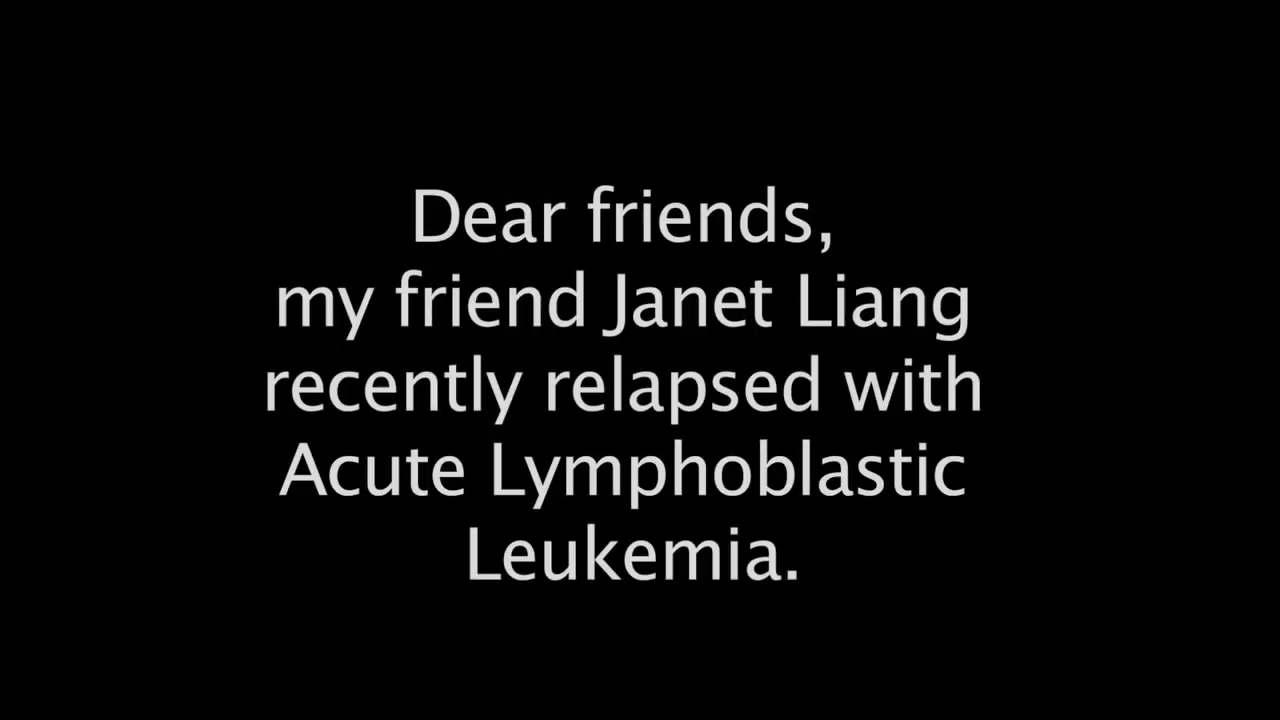 Dear friends,
my friend Janet Liang
recently relapsed with
Acute Lymphoblastic
Leukemia.